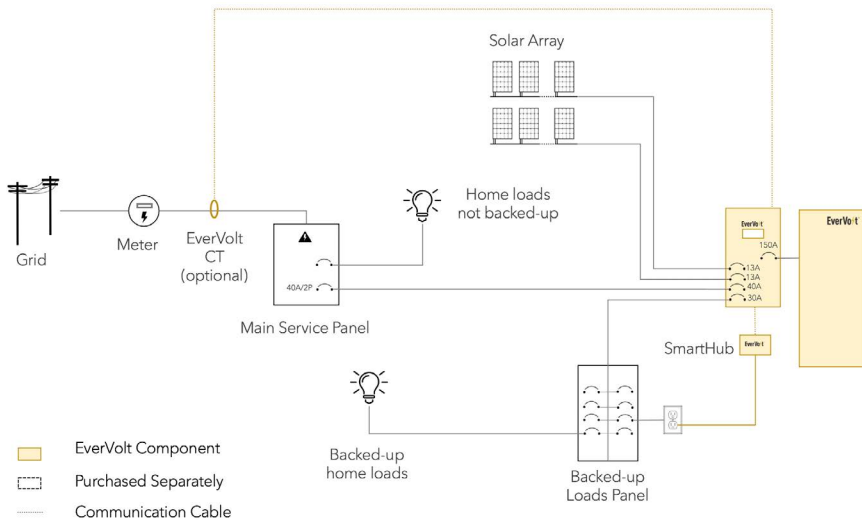 Solar Array
Home loads
not backed-up
Grid
Meter
EverVolt
CT
(optional)
40A/2P
Main Service Panel
EverVolt
150A
13A
13A
40A
30A
EverVolt
SmartHub
EverVolt
Backed-up
home loads
Backed-up
Loads Panel
EverVolt Component
Purchased Separately
Communication Cable